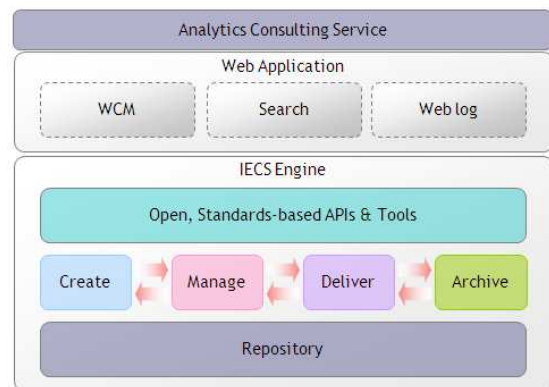 Analytics Consulting Service
Web Application
WCM
Search
Web log
IECS Engine
Open, Standards-based APIs & Tools
Create
Manage
Deliver
Archive
Repository